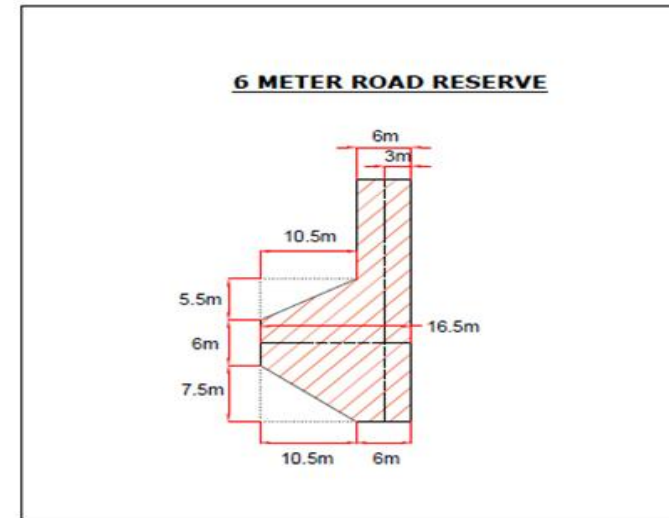 6 METER ROAD RESERVE
6m
3m
10.5m
5.5m
16.5m
6m
7.5m
10.5m
6m